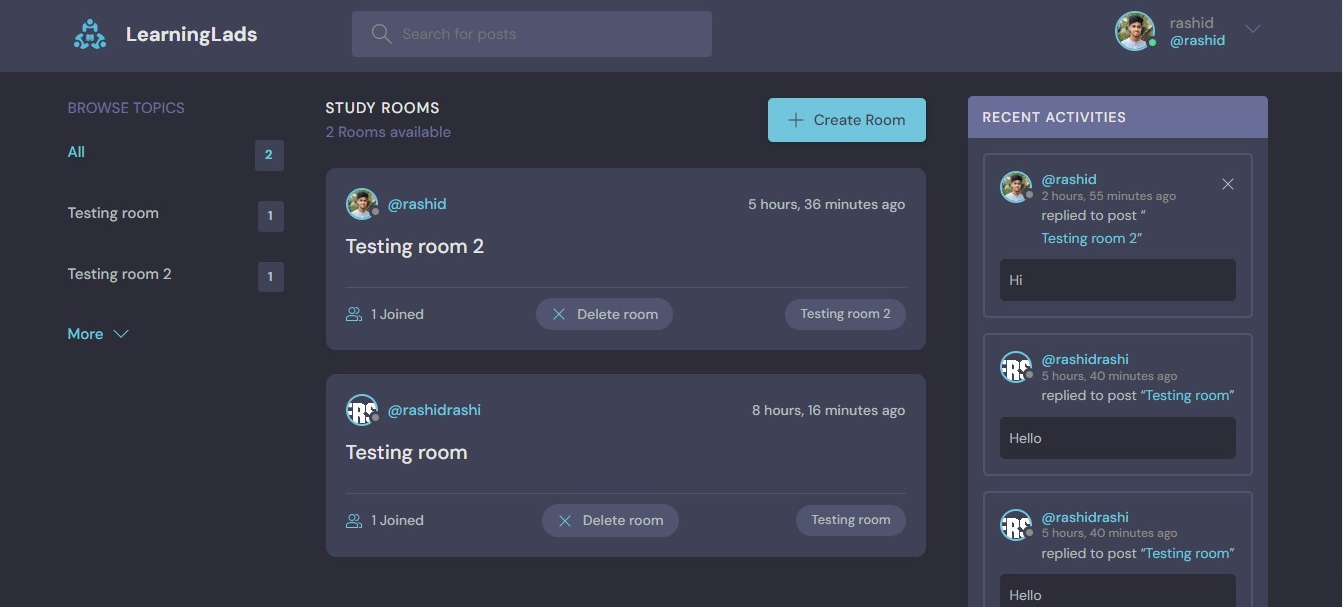 LearningLads
Search for posts
rashid
@rashid
BROWSE TOPICS
All
2
Testing room
1
Testing room 2
1
More
STUDY ROOMS
2 Rooms available
Create Room
@rashid
5 hours, 36 minutes ago
Testing room 2
1 Joined
Delete room
Testing room 2
@rashidrashi
8 hours, 16 minutes ago
Testing room
1 Joined
Delete room
Testing room
RECENT ACTIVITIES
@rashid
2 hours, 55 minutes ago
replied to post “
Testing room 2”
Hi
@rashidrashi
5 hours, 40 minutes ago
replied to post “Testing room”
Hello
@rashidrashi
5 hours, 40 minutes ago
replied to post “Testing room”
Hello